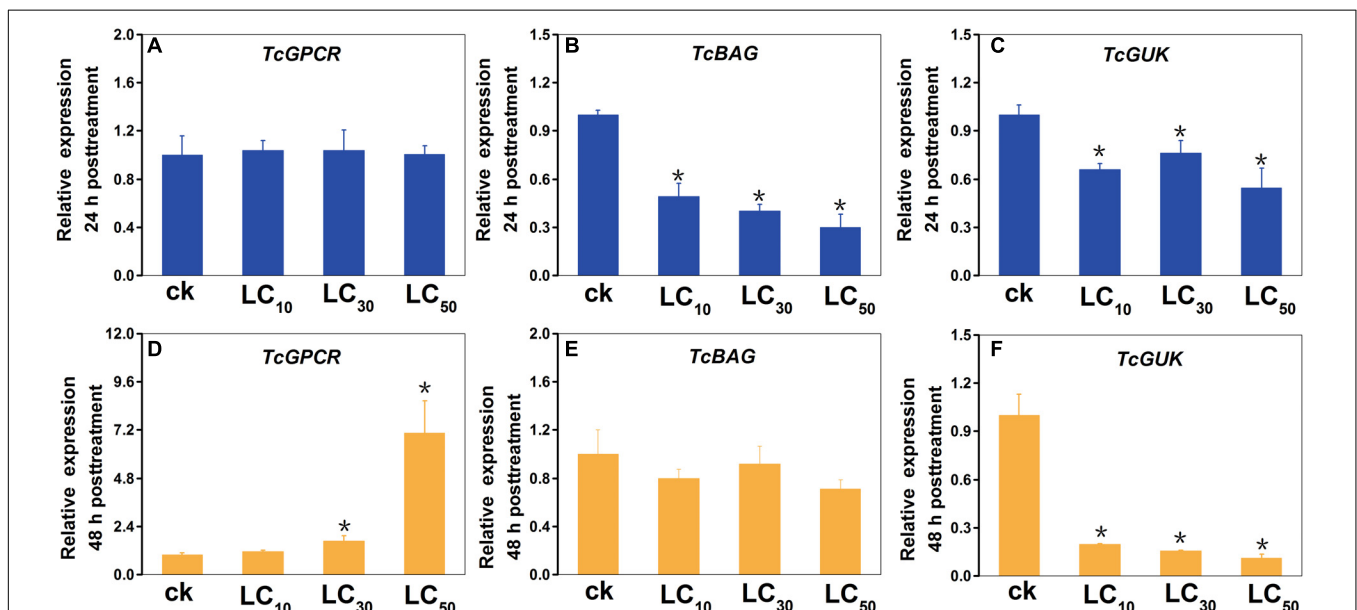 A
TcGPCR
Relative expression
24 h posttreatment
2.0
1.6
1.2
0.8
0.4
0.0
ck LC10 LC30 LC50
B
TcBAG
Relative expression
24 h posttreatment
1.5
1.2
0.9
0.6
0.3
0.0
* * *
ck LC10 LC30 LC50
C
TcGUK
Relative expression
24 h posttreatment
1.5
1.2
0.9
0.6
0.3
0.0
* * *
ck LC10 LC30 LC50
D
TcGPCR
Relative expression
48 h posttreatment
12.0
9.6
7.2
4.8
2.4
0.0
* *
ck LC10 LC30 LC50
E
TcBAG
Relative expression
48 h posttreatment
2.0
1.6
1.2
0.8
0.4
0.0
ck LC10 LC30 LC50
F
TcGUK
Relative expression
48 h posttreatment
1.5
1.2
0.9
0.6
0.3
0.0
* * *
ck LC10 LC30 LC50